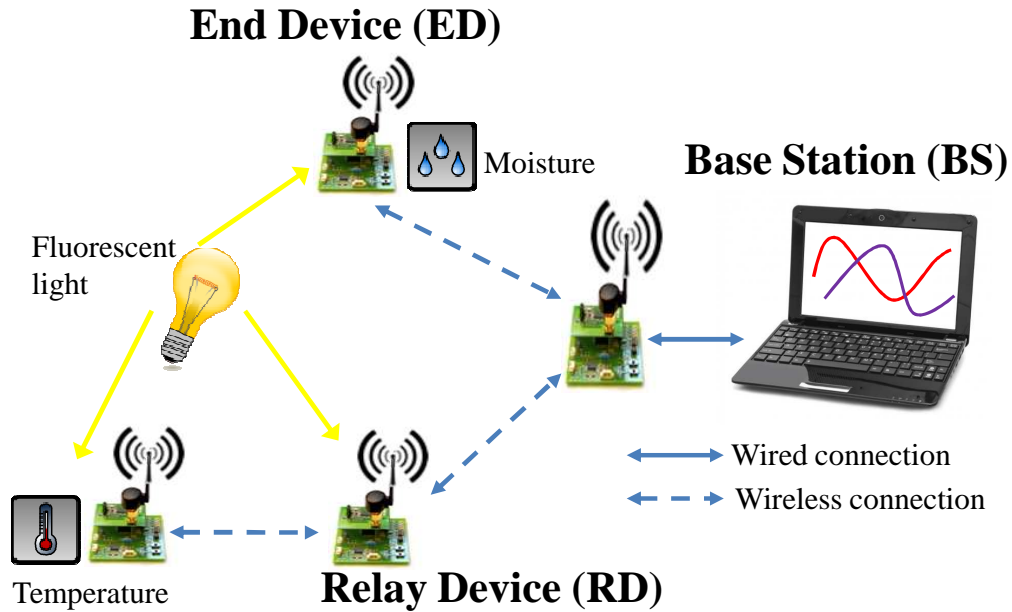 End Device (ED)
Moisture
Base Station (BS)
Fluorescent
light
Wired connection
Wireless connection
Temperature
Relay Device (RD)